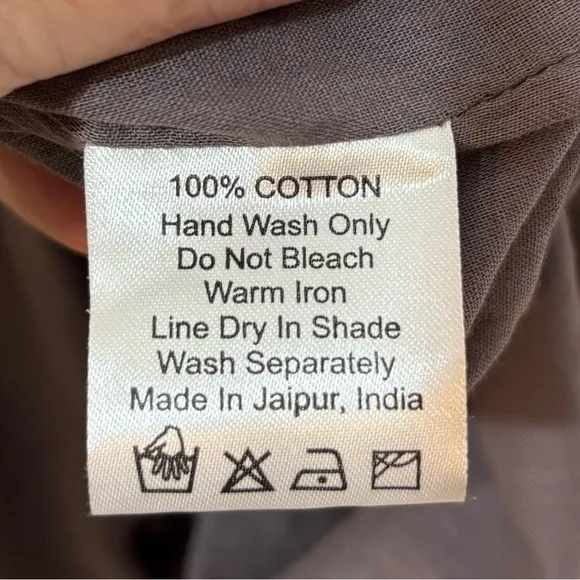 100% COTTON
Hand Wash Only
Do Not Bleach
Warm Iron
Line Dry In Shade
Wash Separately
Made In Jaipur, India